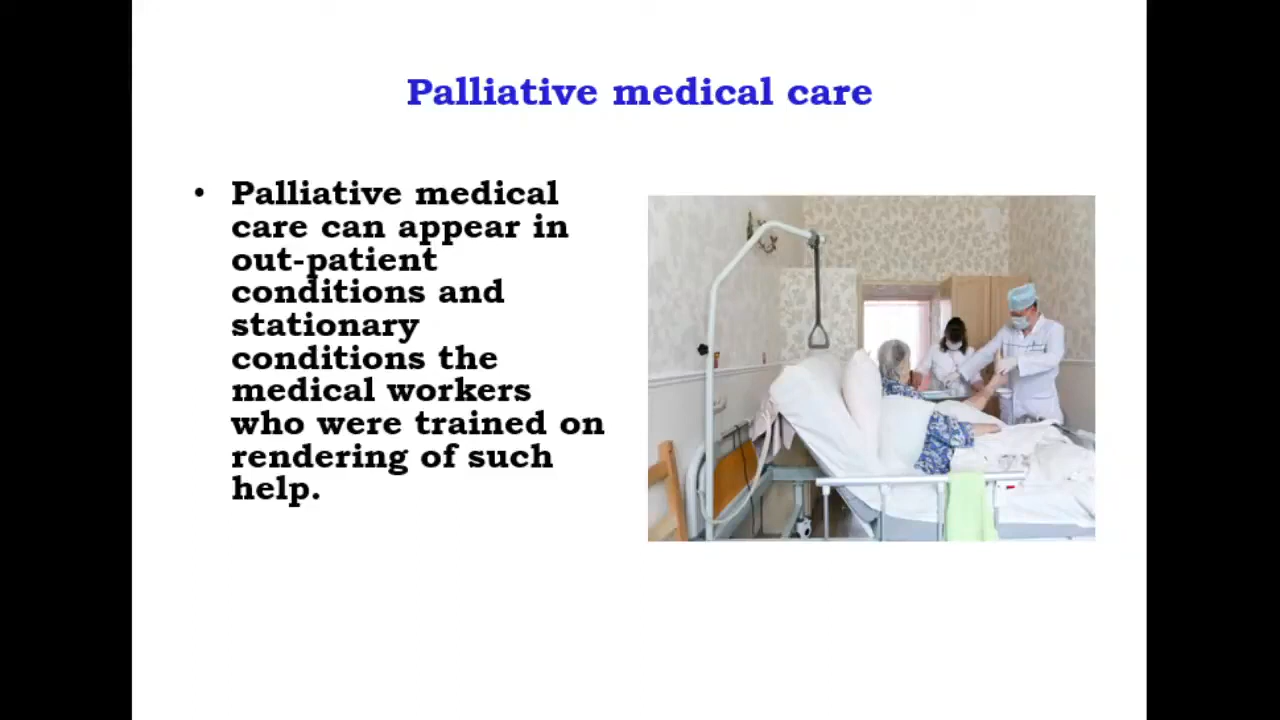 Palliative medical care
• Palliative medical
care can appear in
out-patient
conditions and
stationary
conditions the
medical workers
who were trained on
rendering of such
help.